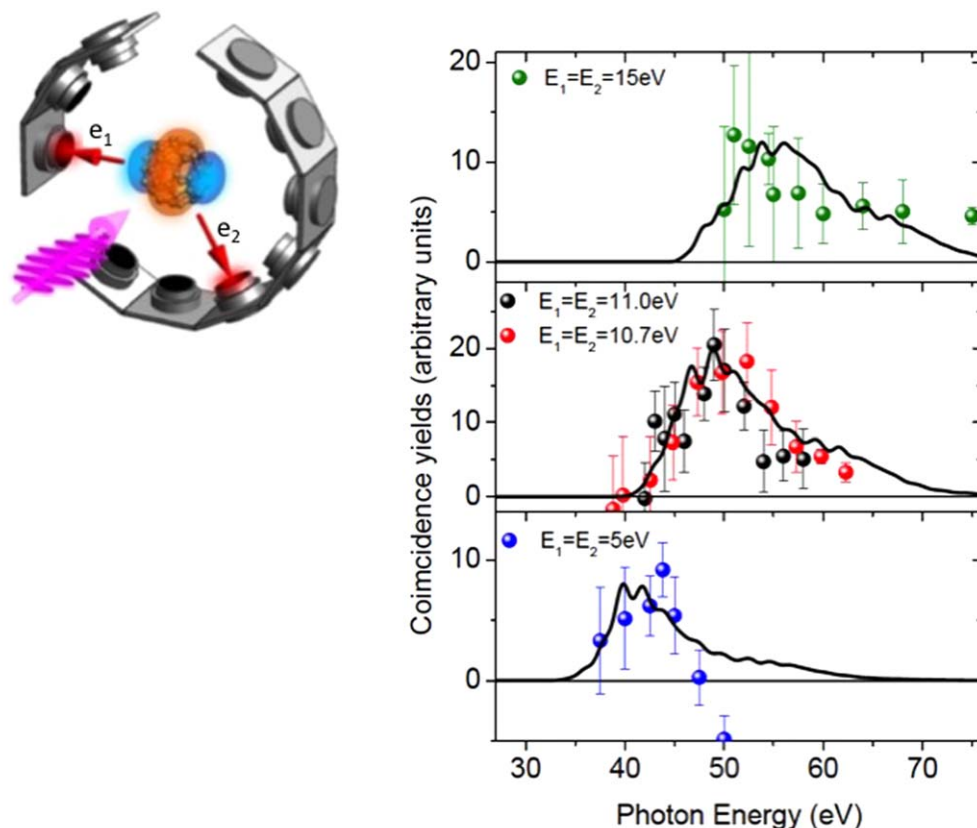 e₁
e₂
Coimcidence yields (arbitrary units)
20
10
0
E₁=E₂=15eV
20
10
0
E₁=E₂=11.0eV
E₁=E₂=10.7eV
10
0
E₁=E₂=5eV
30 40 50 60 70
Photon Energy (eV)